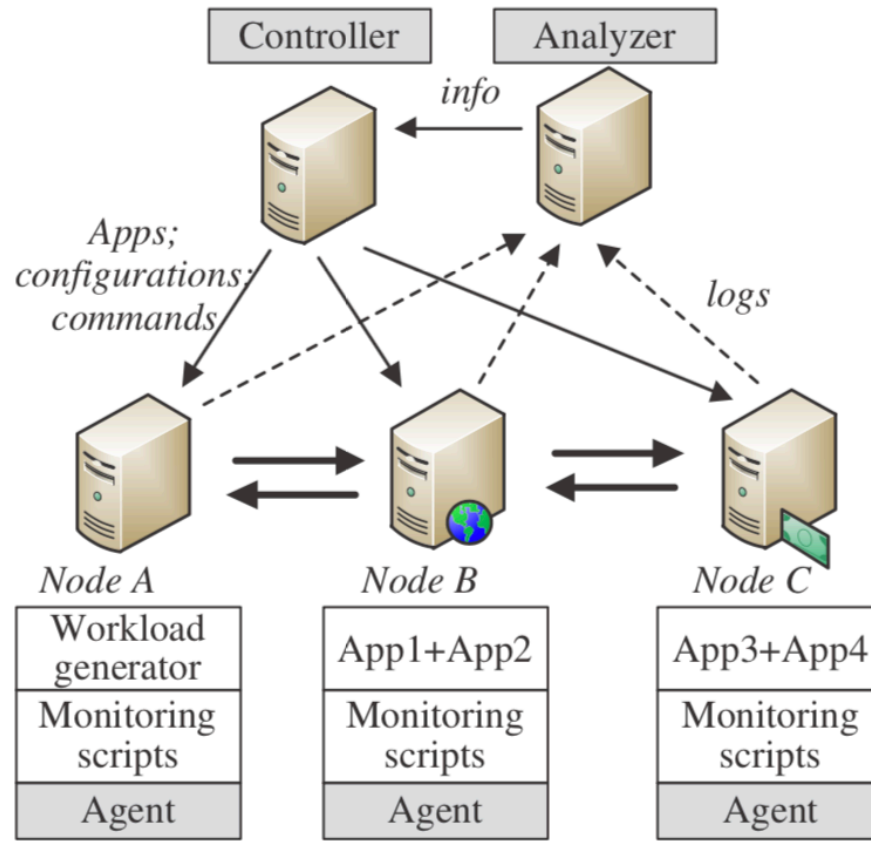 Controller
Analyzer
info
Apps;
configurations;
commands
logs
Node A
Node B
Node C
Workload
generator
App1+App2
App3+App4
Monitoring
scripts
Monitoring
scripts
Monitoring
scripts
Agent
Agent
Agent